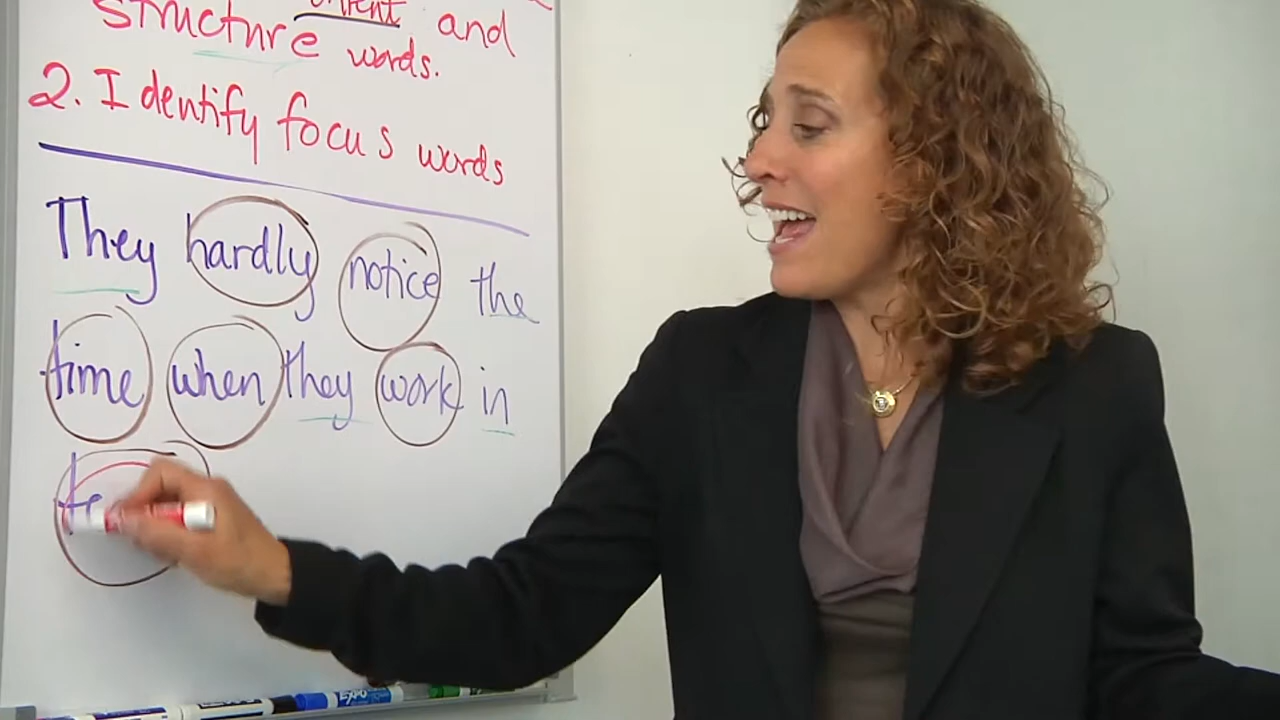 structure and
words.
2. Identify focus words
They hardly notice the
time when they work in
EXPO